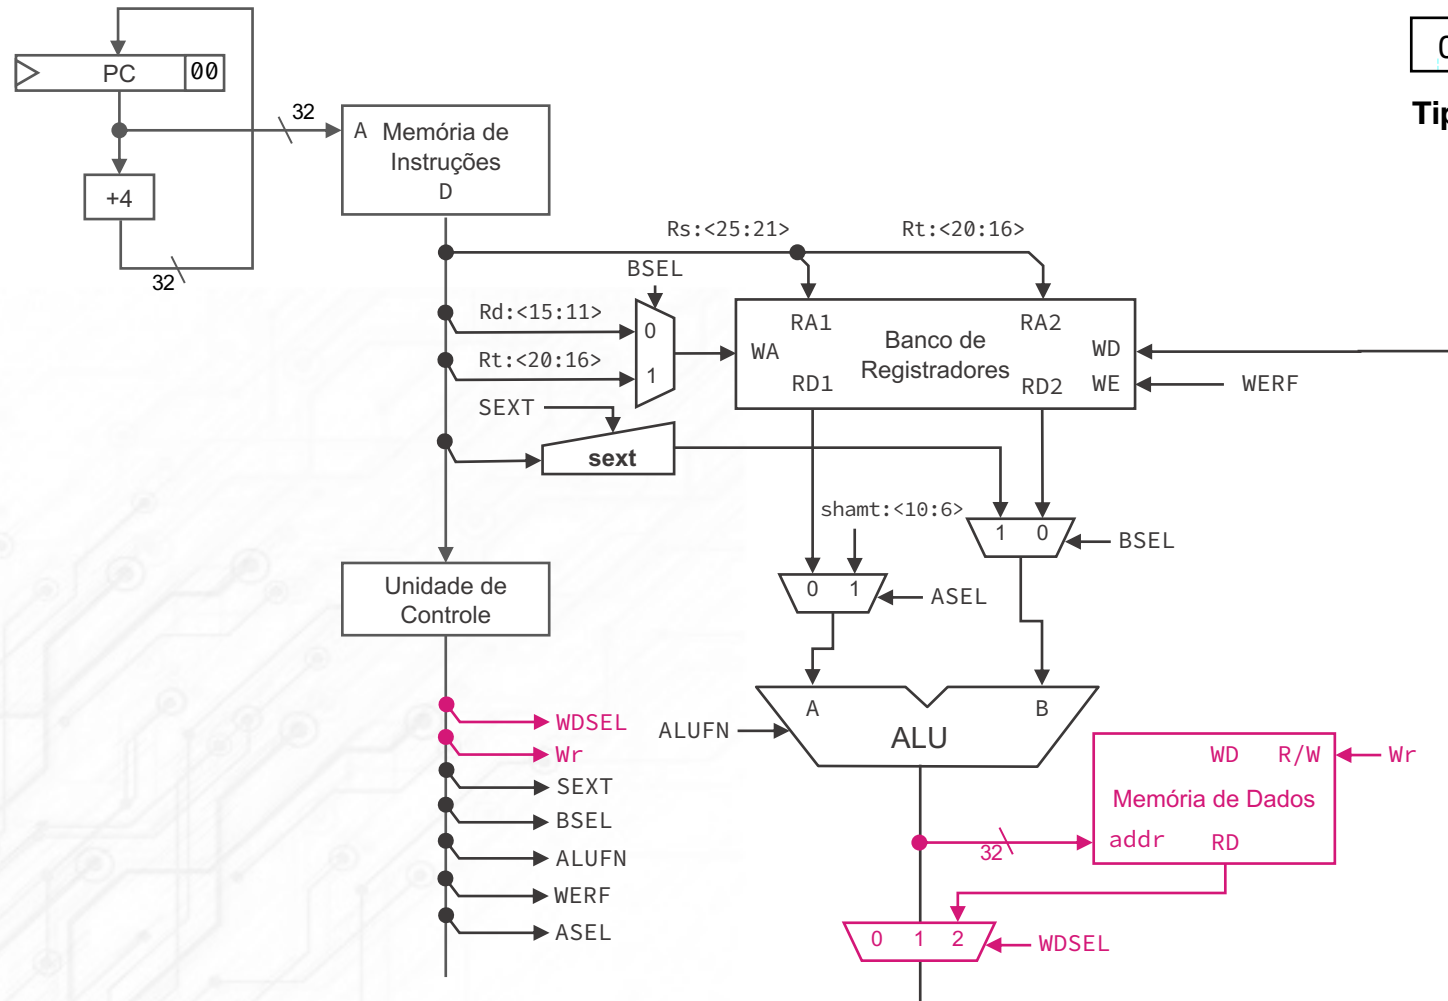 PC
00
32
A
Memória de
Instruções
D
+4
32
Rs:<25:21>
Rt:<20:16>
BSEL
Rd:<15:11>
0
Rt:<20:16>
1
SEXT
sext
RA1
RA2
WA
Banco de
Registradores
WD
RD1
RD2
WE
WERF
shamt:<10:6>
1
0
BSEL
0
1
ASEL
Unidade de
Controle
WDSEL
Wr
SEXT
BSEL
ALUFN
WERF
ASEL
A
B
ALUFN
ALU
WD
R/W
Wr
Memória de Dados
addr
RD
32
0
1
2
WDSEL